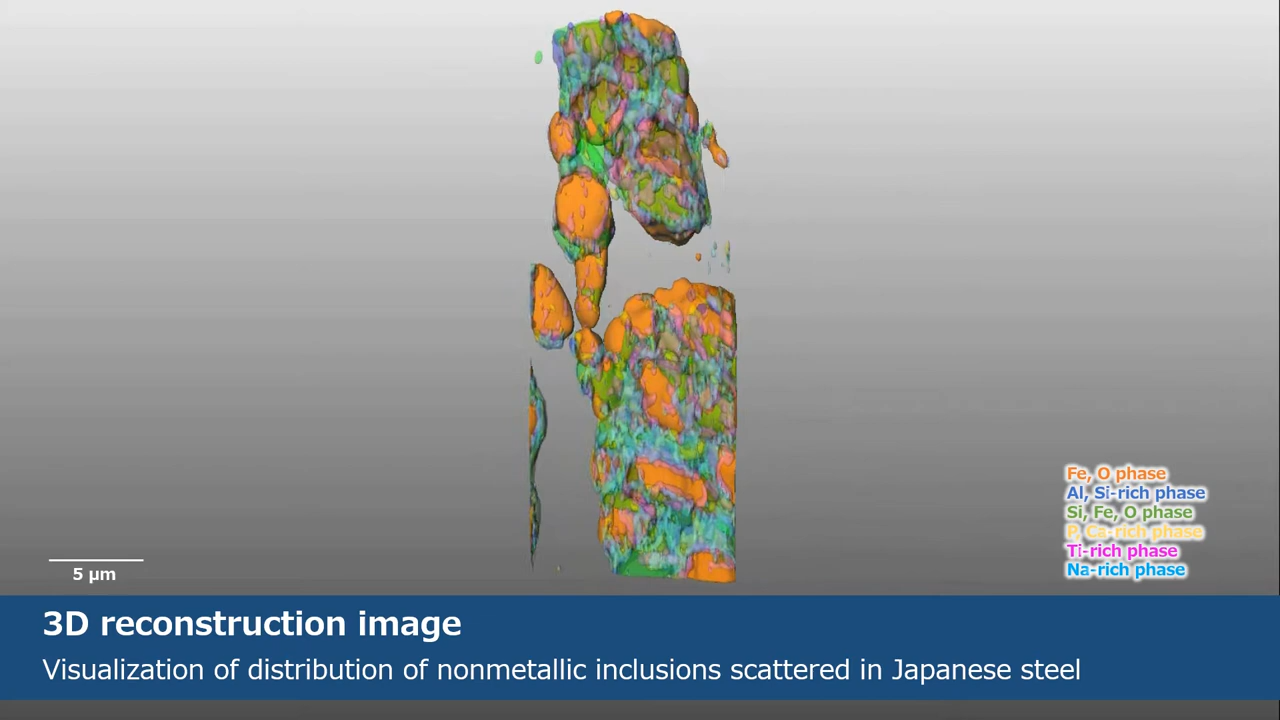 Fe, O phase
Al, Si-rich phase
Si, Fe, O phase
P, Ca-rich phase
Ti-rich phase
Na-rich phase
5 μm
3D reconstruction image
Visualization of distribution of nonmetallic inclusions scattered in Japanese steel